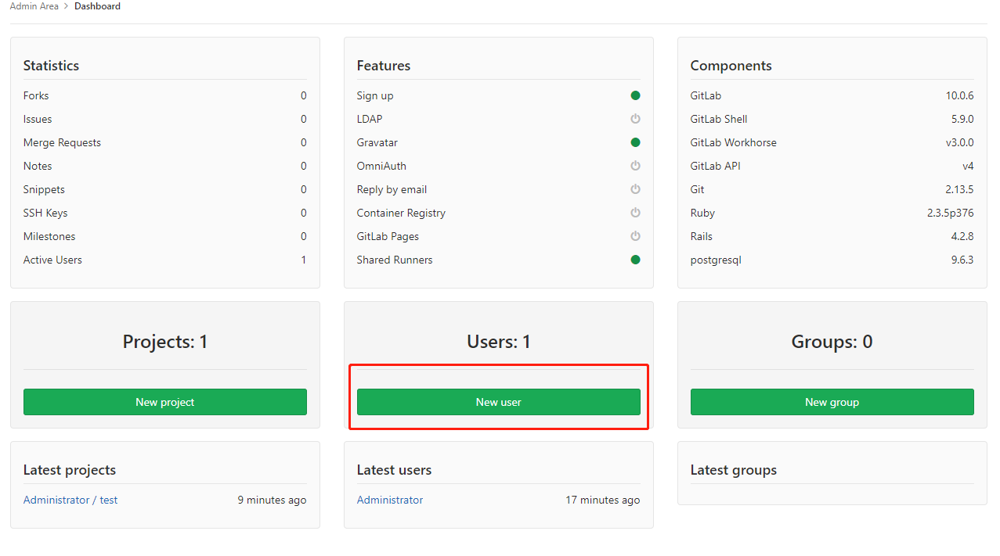 Admin Area > Dashboard
Statistics
Forks 0
Issues 0
Merge Requests 0
Notes 0
Snippets 0
SSH Keys 0
Milestones 0
Active Users 1
Features
Sign up
LDAP
Gravatar
OmniAuth
Reply by email
Container Registry
GitLab Pages
Shared Runners
Components
GitLab 10.0.6
GitLab Shell 5.9.0
GitLab Workhorse v3.0.0
GitLab API v4
Git 2.13.5
Ruby 2.3.5p376
Rails 4.2.8
postgresql 9.6.3
Projects: 1
New project
Users: 1
New user
Groups: 0
New group
Latest projects
Administrator / test 9 minutes ago
Latest users
Administrator 17 minutes ago
Latest groups